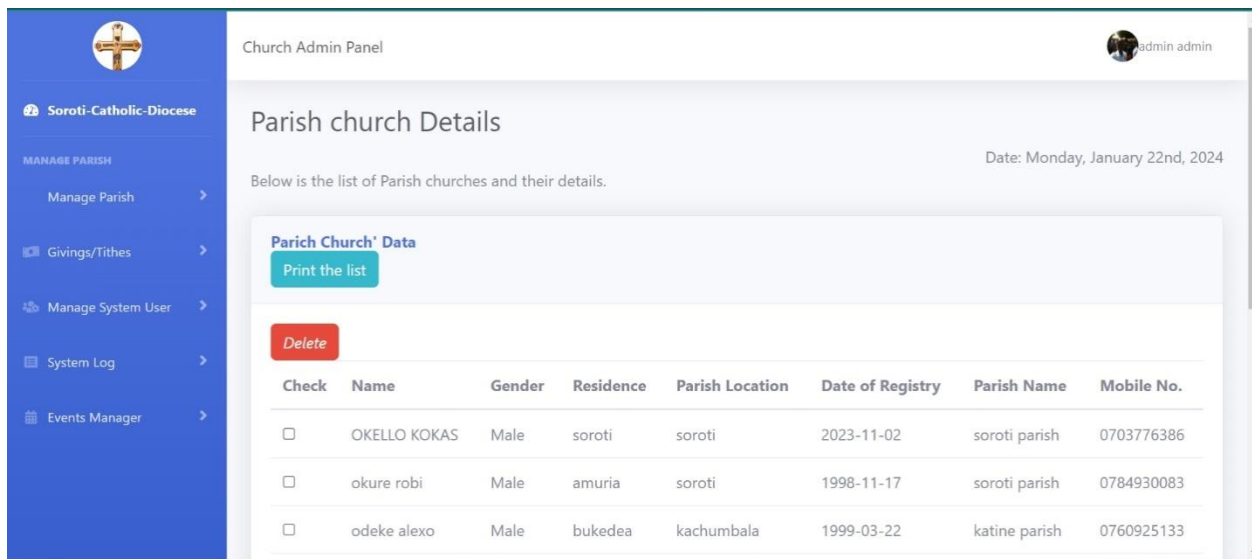 Church Admin Panel
admin admin
Soroti-Catholic-Diocese
MANAGE PARISH
Manage Parish
Givings/Tithes
Manage System User
System Log
Events Manager
Parish church Details
Date: Monday, January 22nd, 2024
Below is the list of Parish churches and their details.
Parich Church' Data
Print the list
Delete
Check Name Gender Residence Parish Location Date of Registry Parish Name Mobile No.
OKELLO KOKAS Male soroti soroti 2023-11-02 soroti parish 0703776386
okure robi Male amuria soroti 1998-11-17 soroti parish 0784930083
odeke alexo Male bukedea kachumbala 1999-03-22 katine parish 0760925133